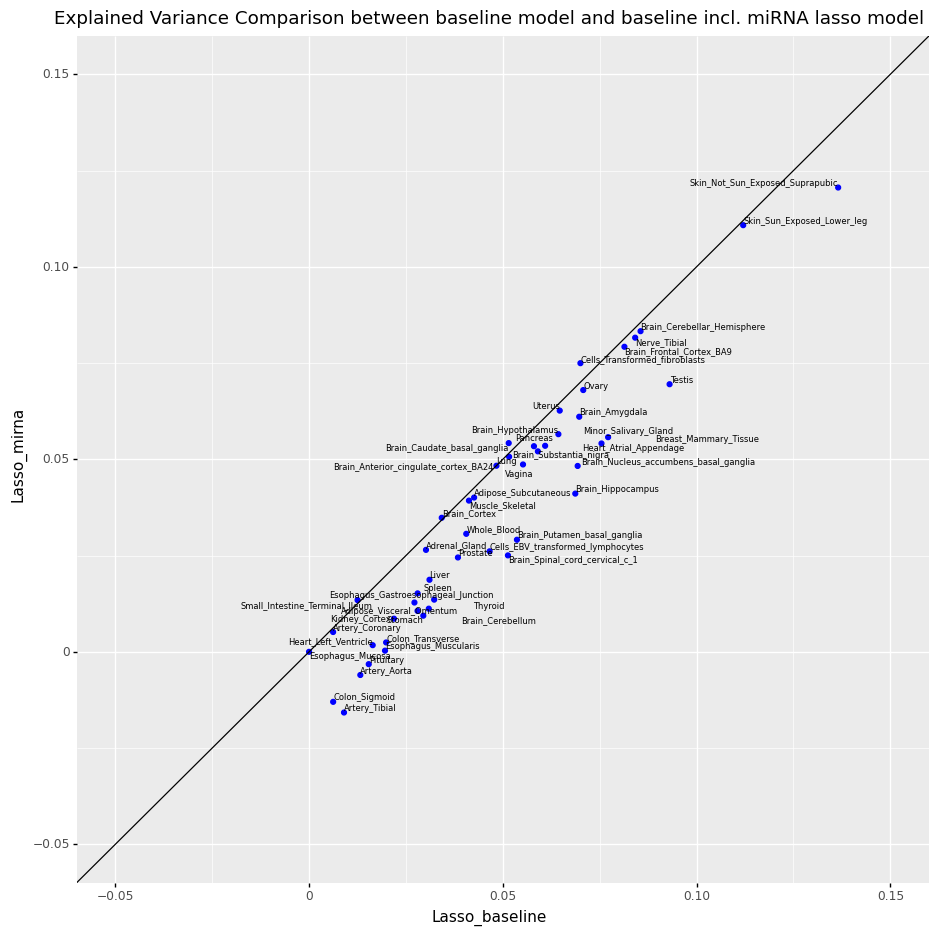 Explained Variance Comparison between baseline model and baseline incl. miRNA lasso model
0.15
Skin_Not_Sun_Exposed_Suprapubic
Skin_Sun_Exposed_Lower_leg
0.10
Brain_Cerebellar_Hemisphere
Nerve_Tibial
Brain_Frontal_Cortex_BA9
Cells_Transformed_fibroblasts
Testis
Ovary
Uterus
Brain_Amygdala
Brain_Hypothalamus
Minor_Salivary_Gland
Pancreas
Breast_Mammary_Tissue
Brain_Caudate_basal_ganglia
Heart_Atrial_Appendage
0.05
Brain_Substantia_nigra
Lung
Brain_Nucleus_accumbens_basal_ganglia
Brain_Anterior_cingulate_cortex_BA24
Vagina
Brain_Hippocampus
Adipose_Subcutaneous
Muscle_Skeletal
Brain_Cortex
Whole_Blood
Brain_Putamen_basal_ganglia
Adrenal_Gland
Cells_EBV_transformed_lymphocytes
Prostate
Brain_Spinal_cord_cervical_c_1
Liver
Spleen
Esophagus_Gastroesophageal_Junction
Small_Intestine_Terminal_Ileum
Thyroid
Adipose_Visceral_Omentum
Kidney_Cortex
Stomach
Brain_Cerebellum
Artery_Coronary
Colon_Transverse
Heart_Left_Ventricle
Esophagus_Muscularis
0
Esophagus_Mucosa
Pituitary
Artery_Aorta
Colon_Sigmoid
Artery_Tibial
−0.05
−0.05
0
0.05
0.10
0.15
Lasso_baseline
Lasso_mirna